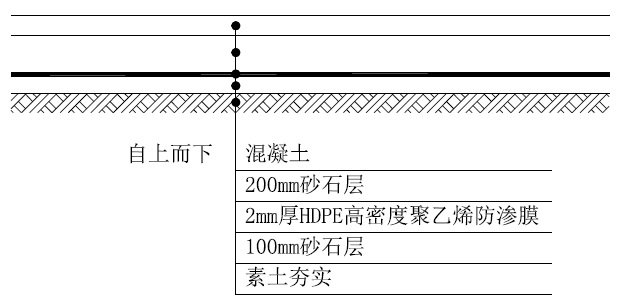 自上而下
混凝土
200mm砂石层
2mm厚HDPE高密度聚乙烯防渗膜
100mm砂石层
素土夯实